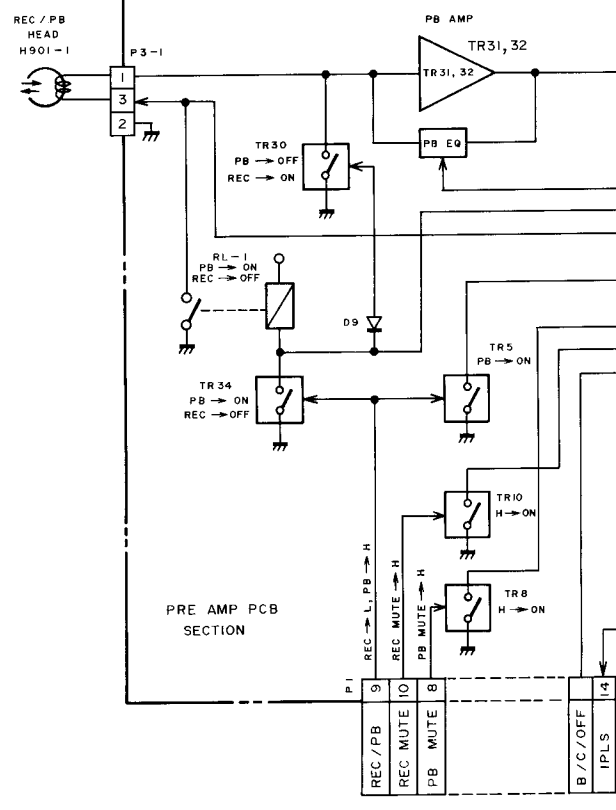 REC / PB
HEAD
H901-1
P3-1
1
3
2
PB AMP
TR31, 32
TR31, 32
PB EQ
TR30
PB → OFF
REC → ON
RL-1
PB → ON
REC → OFF
D9
TR34
PB → ON
REC → OFF
TR5
PB → ON
TR10
H → ON
TR8
H → ON
REC → L, PB → H
REC MUTE → H
PB MUTE → H
PRE AMP PCB
SECTION
P1
9
10
8
14
REC/PB
REC MUTE
PB MUTE
B/C/OFF
IPLS